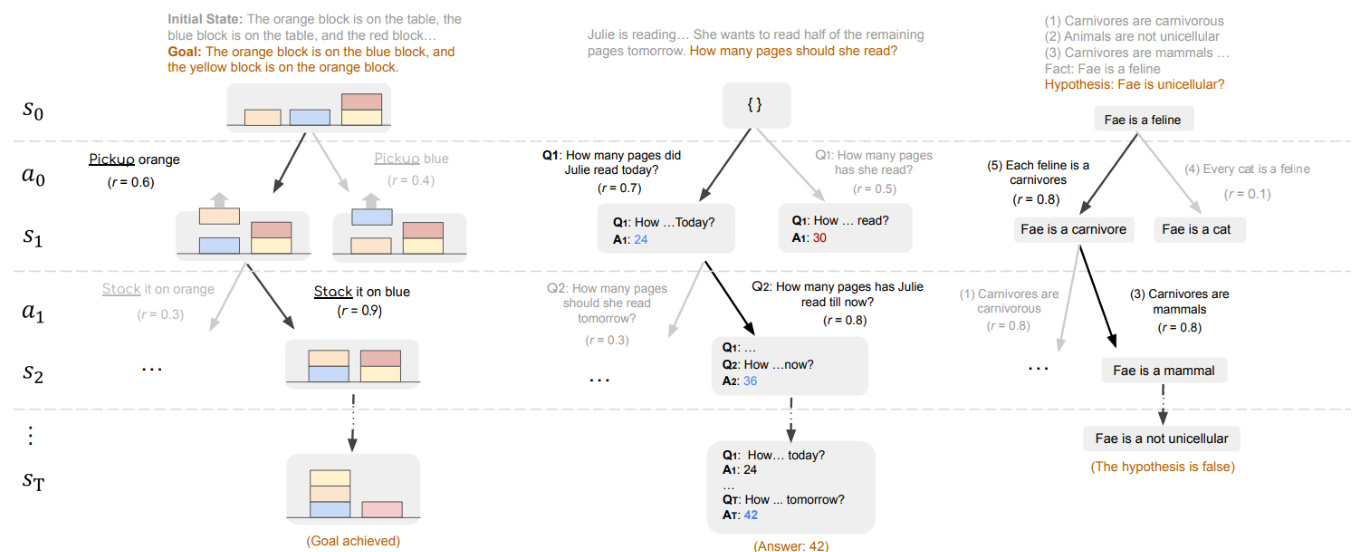 Initial State: The orange block is on the table, the
blue block is on the table, and the red block…
Goal: The orange block is on the blue block, and
the yellow block is on the orange block.
Julie is reading… She wants to read half of the remaining
pages tomorrow. How many pages should she read?
(1) Carnivores are carnivorous
(2) Animals are not unicellular
(3) Carnivores are mammals …
Fact: Fae is a feline
Hypothesis: Fae is unicellular?
s0
{ }
Fae is a feline
a0
Pickup orange
(r = 0.6)
Pickup blue
(r = 0.4)
Q1: How many pages did
Julie read today?
(r = 0.7)
Q1: How many pages
has she read?
(r = 0.5)
(5) Each feline is a
carnivores
(r = 0.8)
(4) Every cat is a feline
(r = 0.1)
s1
Q1: How …Today?
A1: 24
Q1: How … read?
A1: 30
Fae is a carnivore
Fae is a cat
a1
Stack it on orange
(r = 0.3)
Stack it on blue
(r = 0.9)
Q2: How many pages
should she read
tomorrow?
(r = 0.3)
Q2: How many pages has Julie
read till now?
(r = 0.8)
(1) Carnivores are
carnivorous
(r = 0.8)
(3) Carnivores are
mammals
(r = 0.8)
s2
…
…
Q1: …
Q2: How …now?
A2: 36
…
Fae is a mammal
⋮
sT
(Goal achieved)
Q1: How… today?
A1: 24
…
QT: How ... tomorrow?
AT: 42
(Answer: 42)
Fae is a not unicellular
(The hypothesis is false)